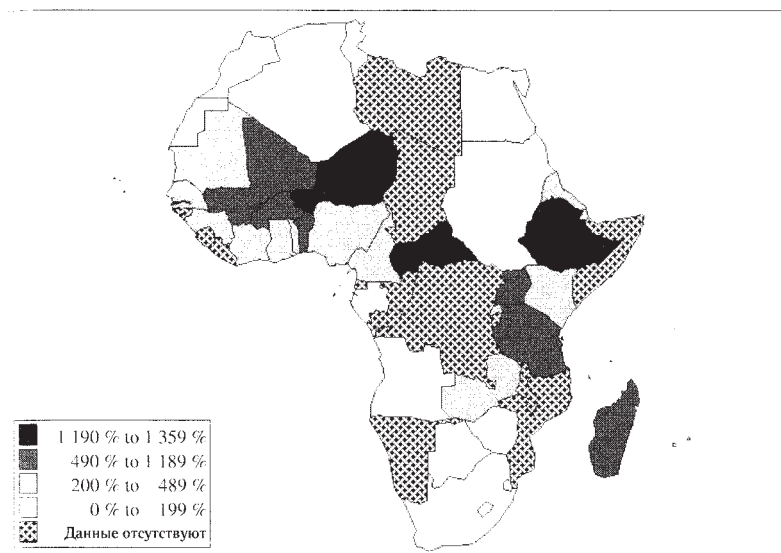 1 190 % to 1 359 %
490 % to 1 189 %
200 % to 489 %
0 % to 199 %
Данные отсутствуют